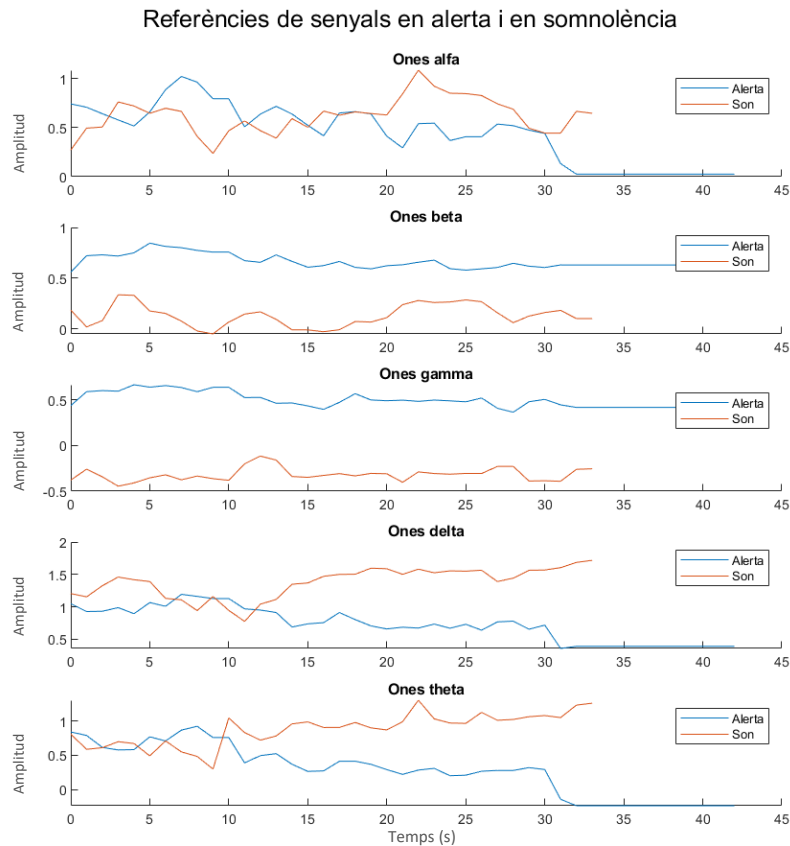 Referències de senyals en alerta i en somnolència
Ones alfa
Amplitud
1
0.5
0
Alerta
Son
0 5 10 15 20 25 30 35 40 45
Ones beta
Amplitud
1
0.5
0
Alerta
Son
0 5 10 15 20 25 30 35 40 45
Ones gamma
Amplitud
0.5
0
-0.5
Alerta
Son
0 5 10 15 20 25 30 35 40 45
Ones delta
Amplitud
2
1.5
1
0.5
Alerta
Son
0 5 10 15 20 25 30 35 40 45
Ones theta
Amplitud
1
0.5
0
Alerta
Son
0 5 10 15 20 25 30 35 40 45
Temps (s)